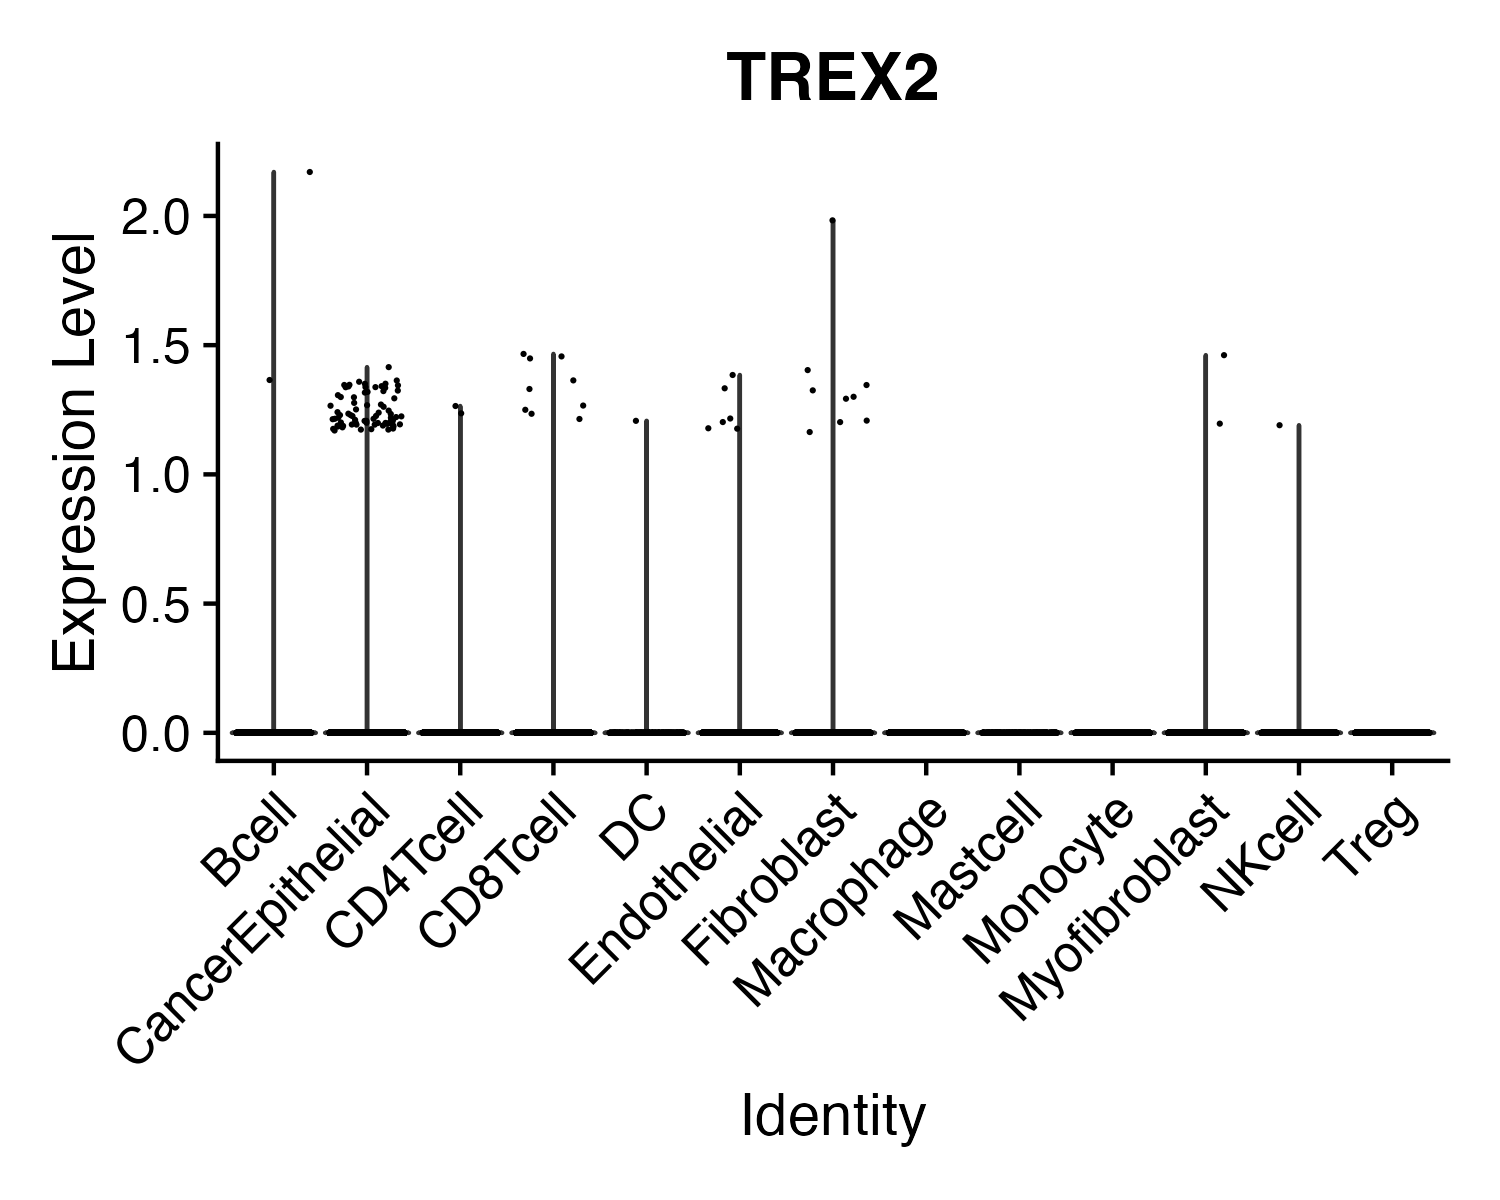 TREX2
Expression Level
2.0
1.5
1.0
0.5
0.0
Bcell
CancerEpithelial
CD4Tcell
CD8Tcell
DC
Endothelial
Fibroblast
Macrophage
Mastcell
Monocyte
Myofibroblast
NKcell
Treg
Identity